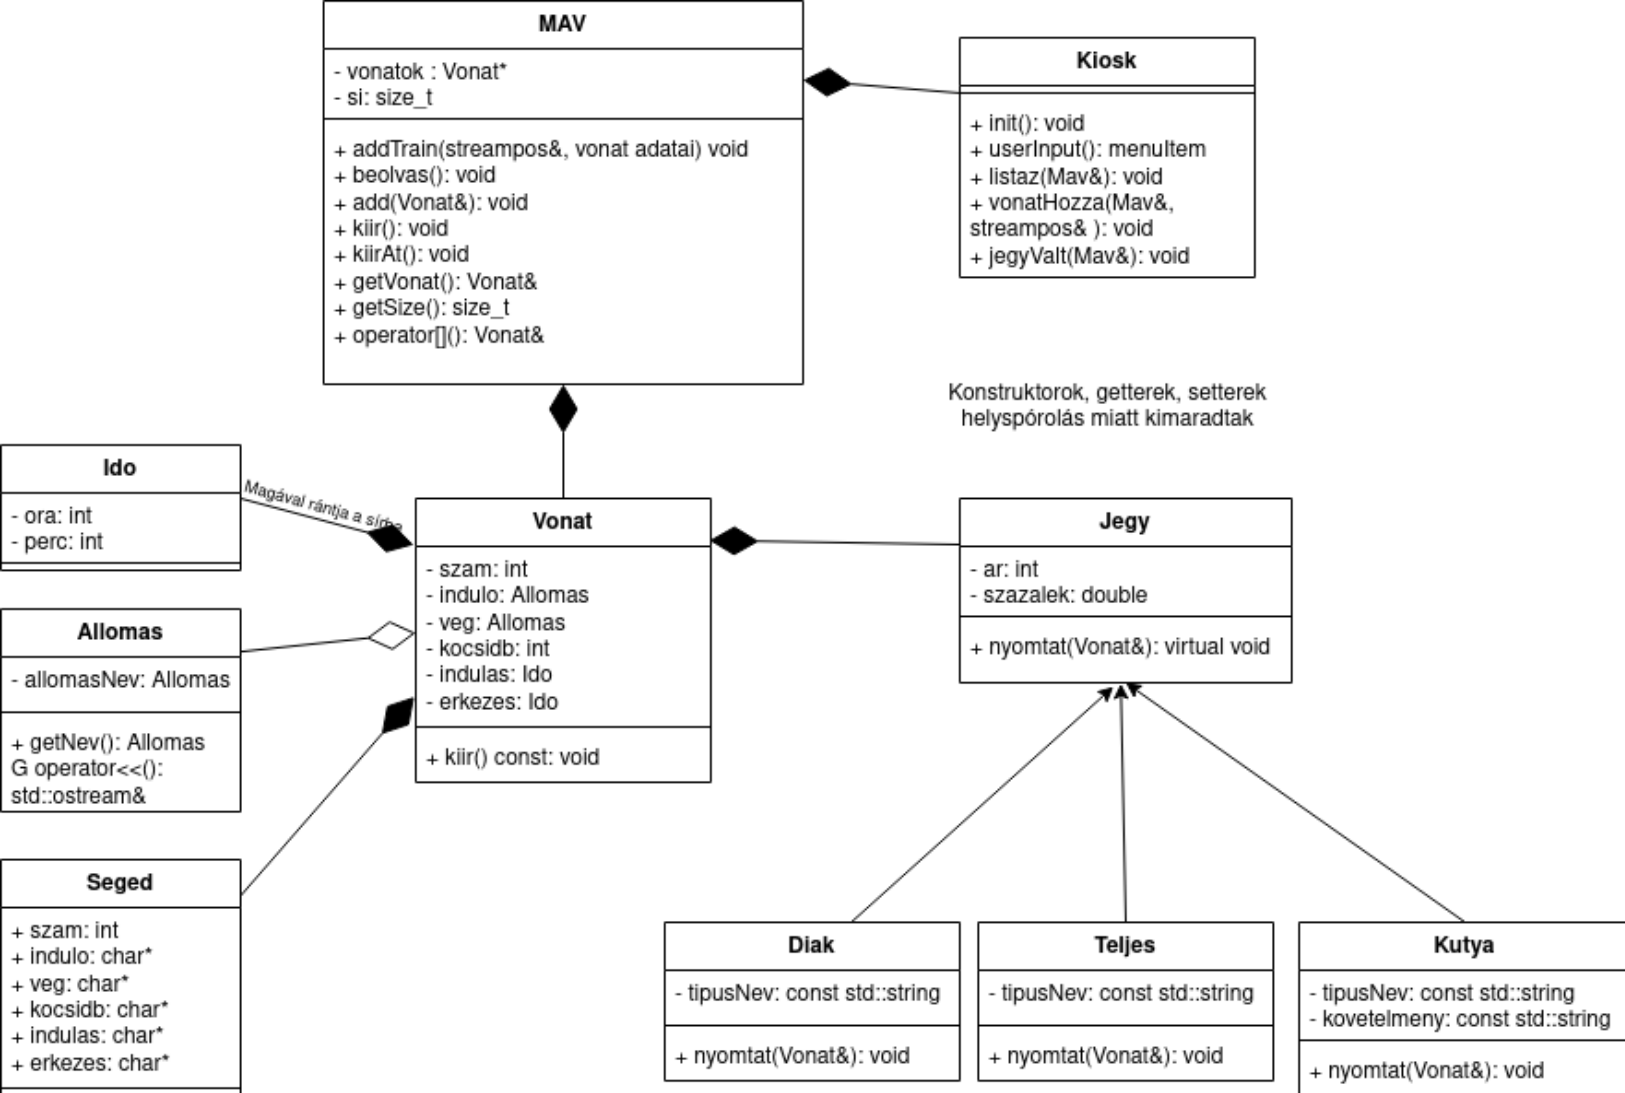 MAV
- vonatok : Vonat*
- si: size_t
+ addTrain(streampos&, vonat adatai) void
+ beolvas(): void
+ add(Vonat&): void
+ kiir(): void
+ kiirAt(): void
+ getVonat(): Vonat&
+ getSize(): size_t
+ operator[](): Vonat&
Kiosk
+ init(): void
+ userInput(): menuItem
+ listaz(Mav&): void
+ vonatHozza(Mav&,
streampos& ): void
+ jegyValt(Mav&): void
Konstruktorok, getterek, setterek
helyspórolás miatt kimaradtak
Ido
- ora: int
- perc: int
Magával rántja a sírba
Allomas
- allomasNev: Allomas
+ getNev(): Allomas
G operator<<():
std::ostream&
Seged
+ szam: int
+ indulo: char*
+ veg: char*
+ kocsidb: char*
+ indulas: char*
+ erkezes: char*
Vonat
- szam: int
- indulo: Allomas
- veg: Allomas
- kocsidb: int
- indulas: Ido
- erkezes: Ido
+ kiir() const: void
Jegy
- ar: int
- szazalek: double
+ nyomtat(Vonat&): virtual void
Diak
- tipusNev: const std::string
+ nyomtat(Vonat&): void
Teljes
- tipusNev: const std::string
+ nyomtat(Vonat&): void
Kutya
- tipusNev: const std::string
- kovetelmeny: const std::string
+ nyomtat(Vonat&): void